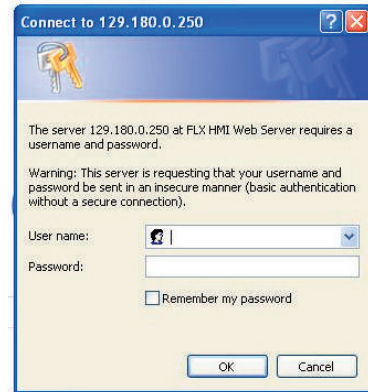 Connect to 129.180.0.250
The server 129.180.0.250 at FLX HMI Web Server requires a
username and password.
Warning: This server is requesting that your username and
password be sent in an insecure manner (basic authentication
without a secure connection).
User name:
Password:
Remember my password
OK Cancel